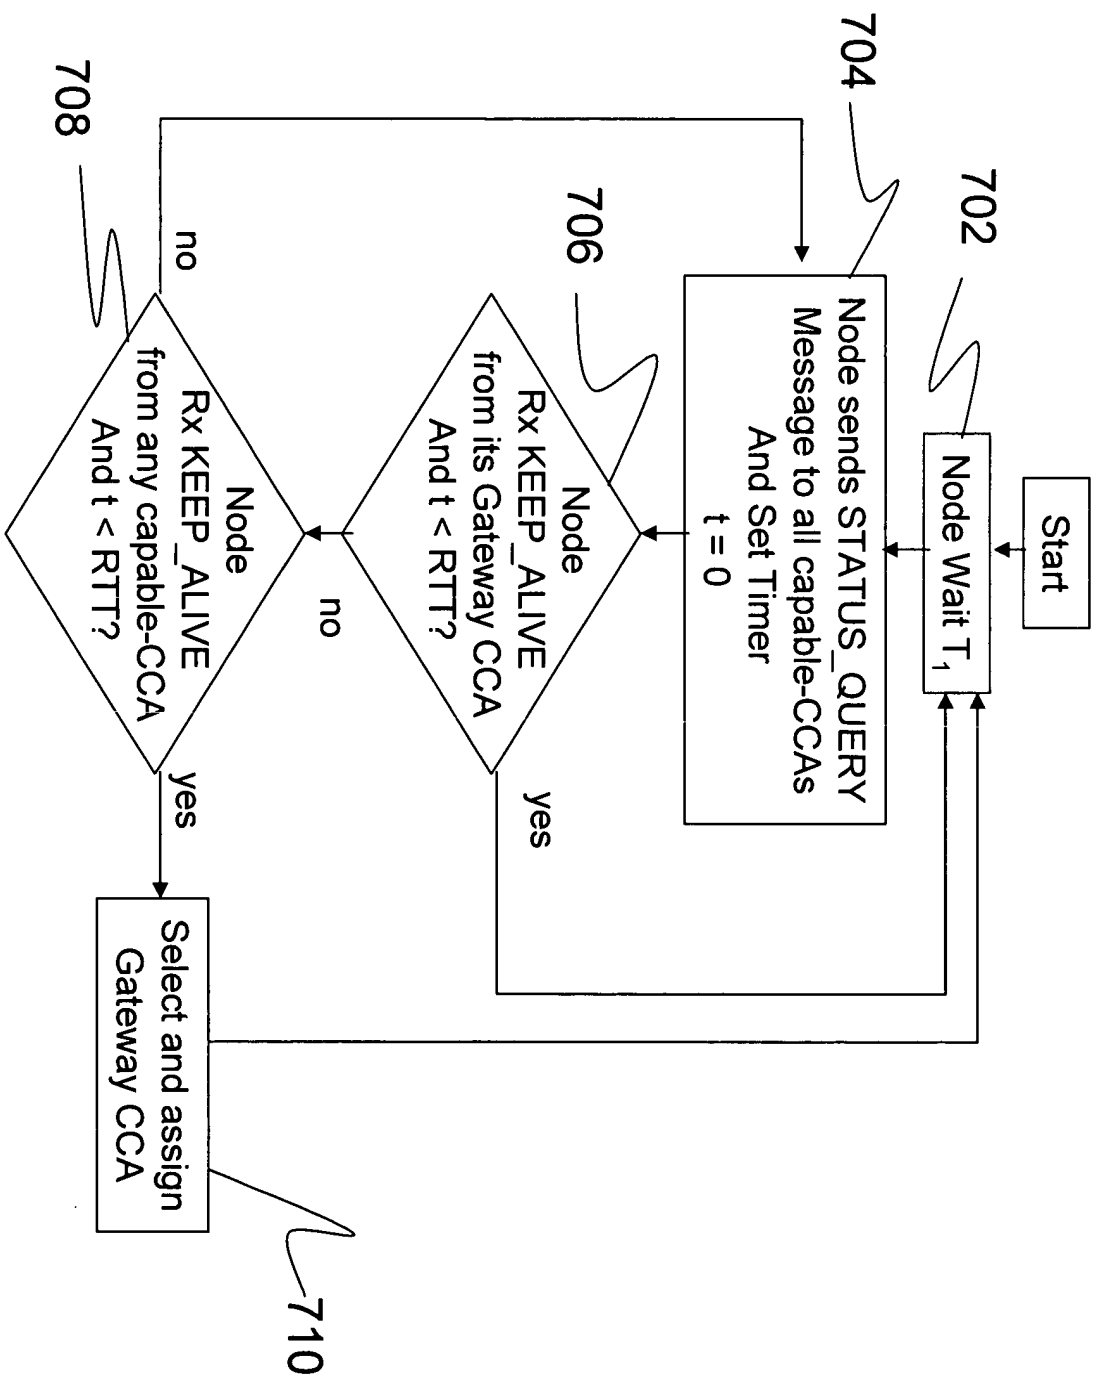 Start
702
Node Wait T₁
704
Node sends STATUS_QUERY
Message to all capable-CCAs
And Set Timer
t = 0
706
Node
Rx KEEP_ALIVE
from its Gateway CCA
And t < RTT?
yes
no
708
Node
Rx KEEP_ALIVE
from any capable-CCA
And t < RTT?
no
yes
Select and assign
Gateway CCA
710